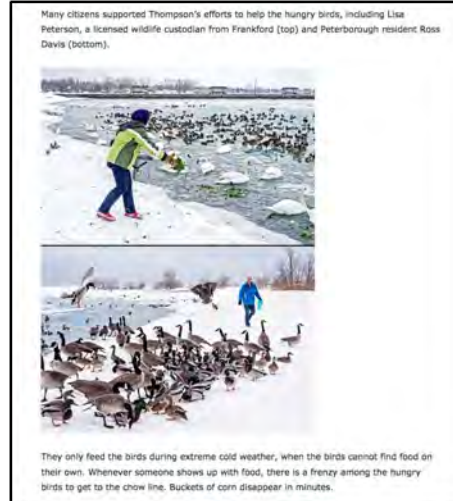 Many citizens supported Thompson's efforts to help the hungry birds, including Lisa
Peterson, a licensed wildlife custodian from Frankford (top) and Peterborough resident Ross
Davis (bottom).
They only feed the birds during extreme cold weather, when the birds cannot find food on
their own. Whenever someone shows up with food, there is a frenzy among the hungry
birds to get to the chow line. Buckets of corn disappear in minutes.